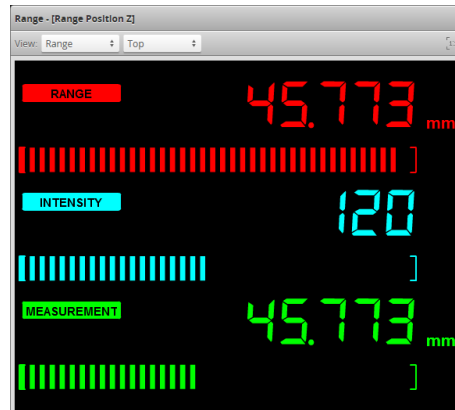 Range - [Range Position Z]
View: Range Top
RANGE
45.773 mm
INTENSITY
120
MEASUREMENT
45.773 mm